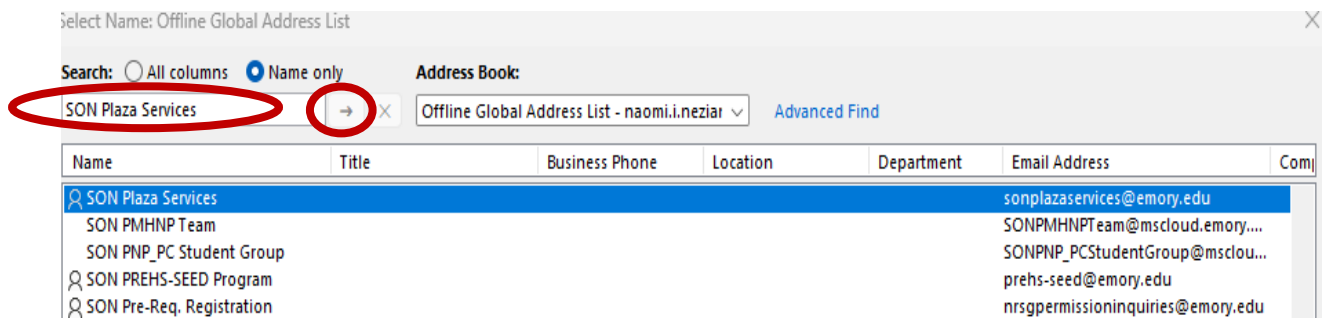 Select Name: Offline Global Address List
Search: All columns Name only Address Book:
SON Plaza Services Offline Global Address List - naomi.i.neziar Advanced Find
Name Title Business Phone Location Department Email Address Comp
SON Plaza Services sonplazaservices@emory.edu
SON PMHNP Team SONPMHNPTeam@mscloud.emory....
SON PNP_PC Student Group SONPNP_PCStudentGroup@msclou...
SON PREHS-SEED Program prehs-seed@emory.edu
SON Pre-Req. Registration nrsgpermissioninquiries@emory.edu